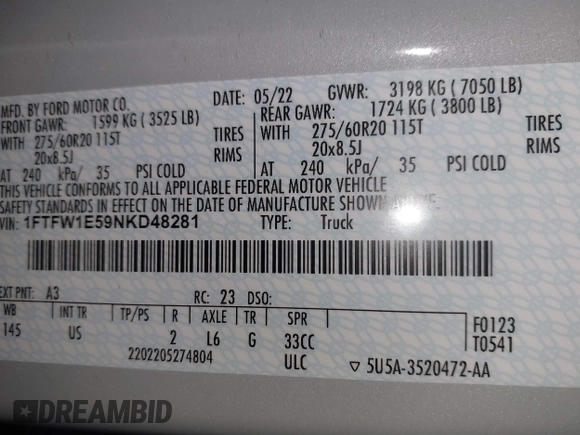 MFD. BY FORD MOTOR CO. DATE: 05/22 GVWR: 3198 KG ( 7050 LB)
FRONT GAWR: 1599 KG ( 3525 LB) REAR GAWR: 1724 KG ( 3800 LB)
WITH 275/60R20 115T TIRES WITH 275/60R20 115T TIRES
20x8.5J RIMS 20x8.5J RIMS
AT 240 kPa/ 35 PSI COLD AT 240 kPa/ 35 PSI COLD
THIS VEHICLE CONFORMS TO ALL APPLICABLE FEDERAL MOTOR VEHICLE
SAFETY STANDARDS IN EFFECT ON THE DATE OF MANUFACTURE SHOWN ABOVE.
VIN: 1FTFW1E59NKD48281 TYPE: Truck
EXT PNT: A3 RC: 23 DSO:
WB INT TR TP/PS R AXLE TR SPR F0123
145 US 2 L6 G 33CC T0541
2202205274804 ULC ▽ 5U5A-3520472-AA
DREAMBID